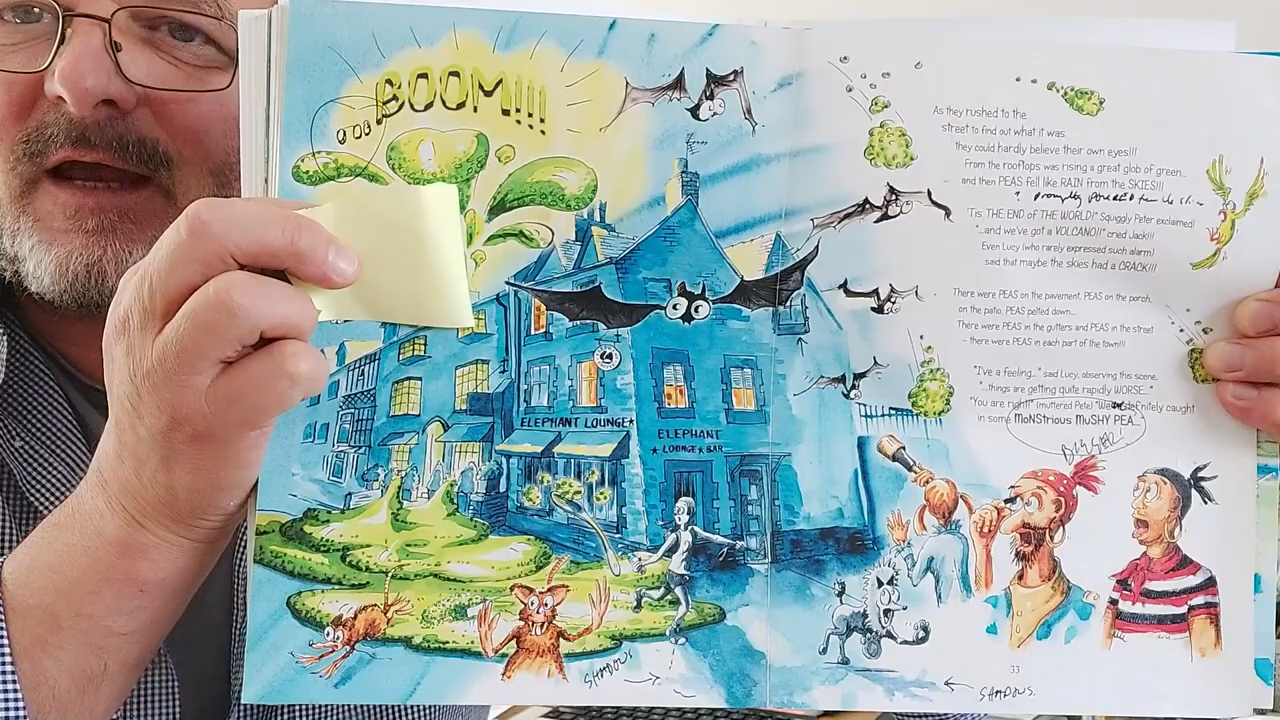 BOOM!!!
ELEPHANT LOUNGE★
ELEPHANT
★ LOUNGE★BAR
SHADOWS
As they rushed to the
street to find out what it was,
they could hardly believe their own eyes!!!
From the rooftops was rising a great glob of green...
and then PEAS fell like RAIN from the SKIES!!!
'Tis THE END of THE WORLD!" Squiggly Peter exclaimed!
"...and we've got a VOLCANO!!" cried Jack!!!
Even Lucy (who rarely expressed such alarm)
said that maybe the skies had a CRACK!!!
There were PEAS on the pavement, PEAS on the porch,
on the patio, PEAS pelted down...
There were PEAS in the gutters and PEAS in the street
– there were PEAS in each part of the town!!!
"I've a feeling..." said Lucy, observing this scene,
"...things are getting quite rapidly WORSE..."
"You are right!" (muttered Pete) "We definitely caught
in some MoNSTrious MuSHY PEA...
BIGGER
33
SHADOWS.